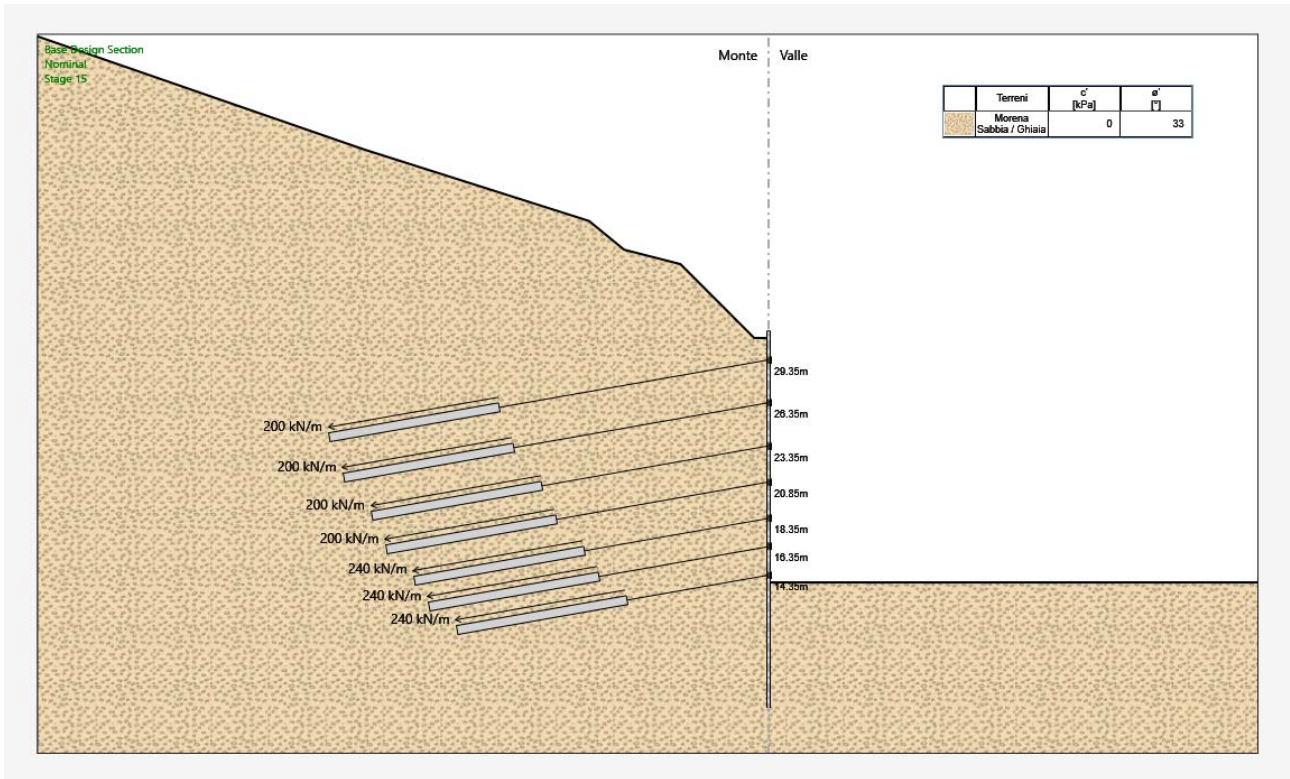 Base Design Section
Nominal
Stage 15
Monte Valle
Terreni c' [kPa] ø' [°]
Morena Sabbia / Ghiaia 0 33
29.35m
26.35m
23.35m
20.85m
18.35m
16.35m
14.35m
200 kN/m
200 kN/m
200 kN/m
200 kN/m
240 kN/m
240 kN/m
240 kN/m